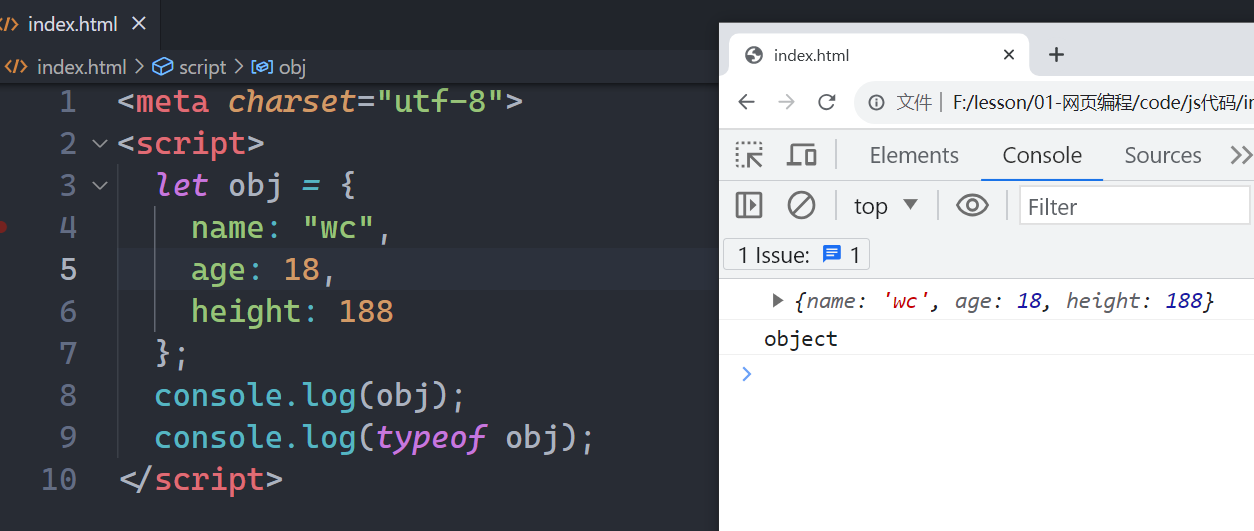 index.html
index.html > script > obj
1 <meta charset="utf-8">
2 <script>
3 let obj = {
4 name: "wc",
5 age: 18,
6 height: 188
7 };
8 console.log(obj);
9 console.log(typeof obj);
10 </script>
index.html
文件 | F:/lesson/01-网页编程/code/js代码/in
Elements Console Sources
top Filter
1 Issue: 1
{name: 'wc', age: 18, height: 188}
object